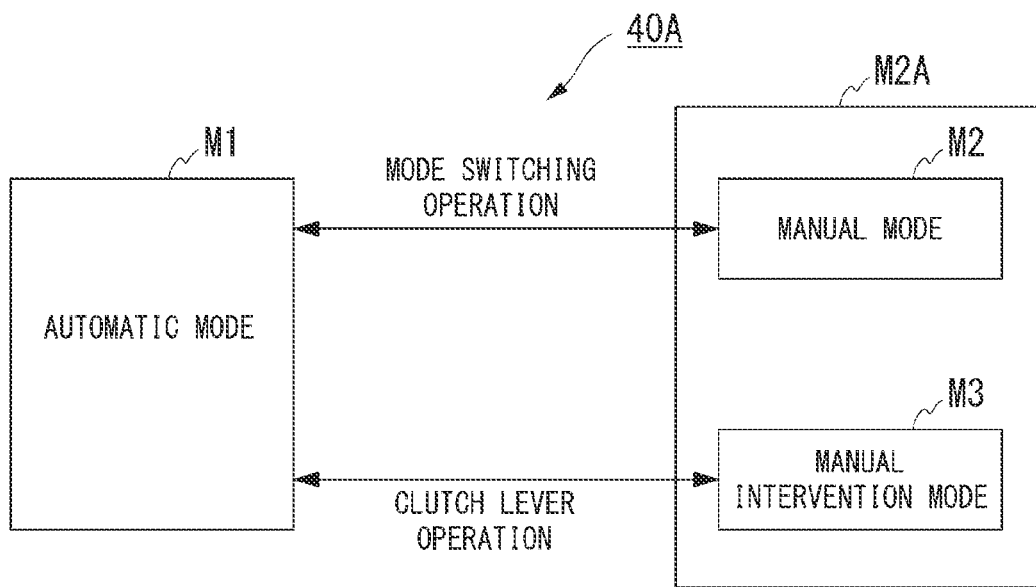 40A
M2A
M1
M2
MODE SWITCHING
OPERATION
MANUAL MODE
AUTOMATIC MODE
M3
MANUAL
INTERVENTION MODE
CLUTCH LEVER
OPERATION